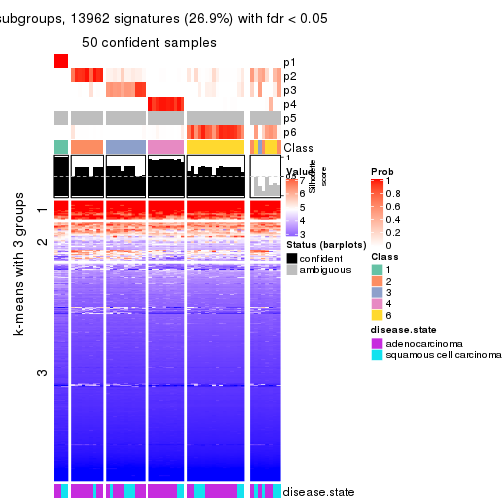 subgroups, 13962 signatures (26.9%) with fdr < 0.05
50 confident samples
p1
p2
p3
p4
p5
p6
Class
1
0.5
Silhouette score
k-means with 3 groups
1
2
3
Value
7
6
5
4
3
Status (barplots)
confident
ambiguous
Prob
1
0.8
0.6
0.4
0.2
0
Class
1
2
3
4
6
disease.state
adenocarcinoma
squamous cell carcinoma
disease.state